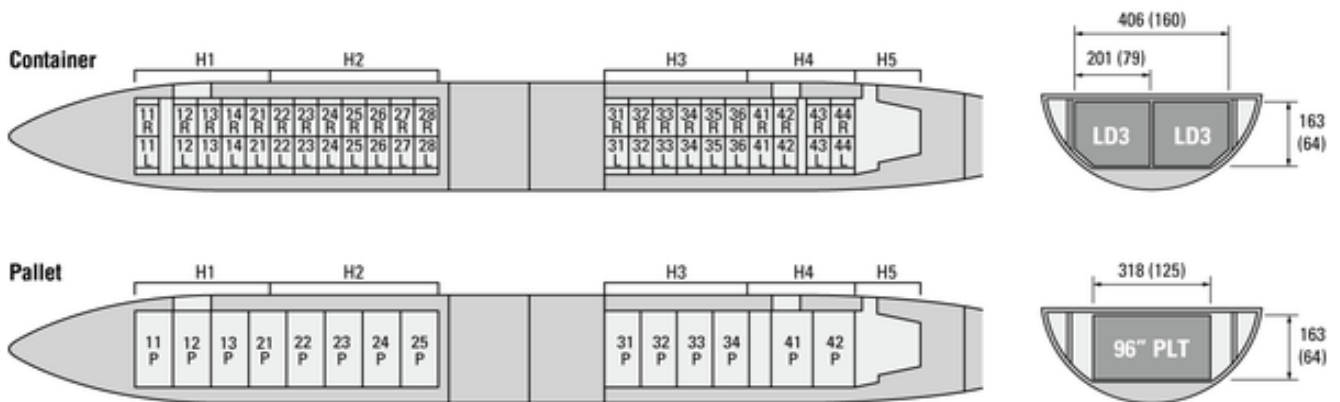 406 (160)
201 (79)
Container
H1 H2 H3 H4 H5
11 R 12 R 13 R 14 R 21 R 22 R 23 R 24 R 25 R 26 R 27 R 28 R 31 R 32 R 33 R 34 R 35 R 36 R 41 R 42 R 43 R 44 R
11 L 12 L 13 L 14 L 21 L 22 L 23 L 24 L 25 L 26 L 27 L 28 L 31 L 32 L 33 L 34 L 35 L 36 L 41 L 42 L 43 L 44 L
LD3 LD3
163
(64)
Pallet
H1 H2 H3 H4 H5
318 (125)
11 P 12 P 13 P 21 P 22 P 23 P 24 P 25 P 31 P 32 P 33 P 34 P 41 P 42 P
96” PLT
163
(64)